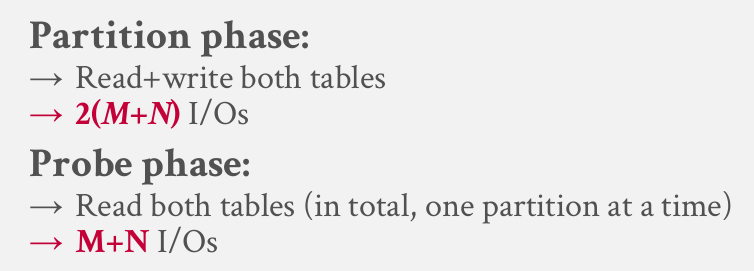 Partition phase:
→ Read+write both tables
→ 2(M+N) I/Os
Probe phase:
→ Read both tables (in total, one partition at a time)
→ M+N I/Os